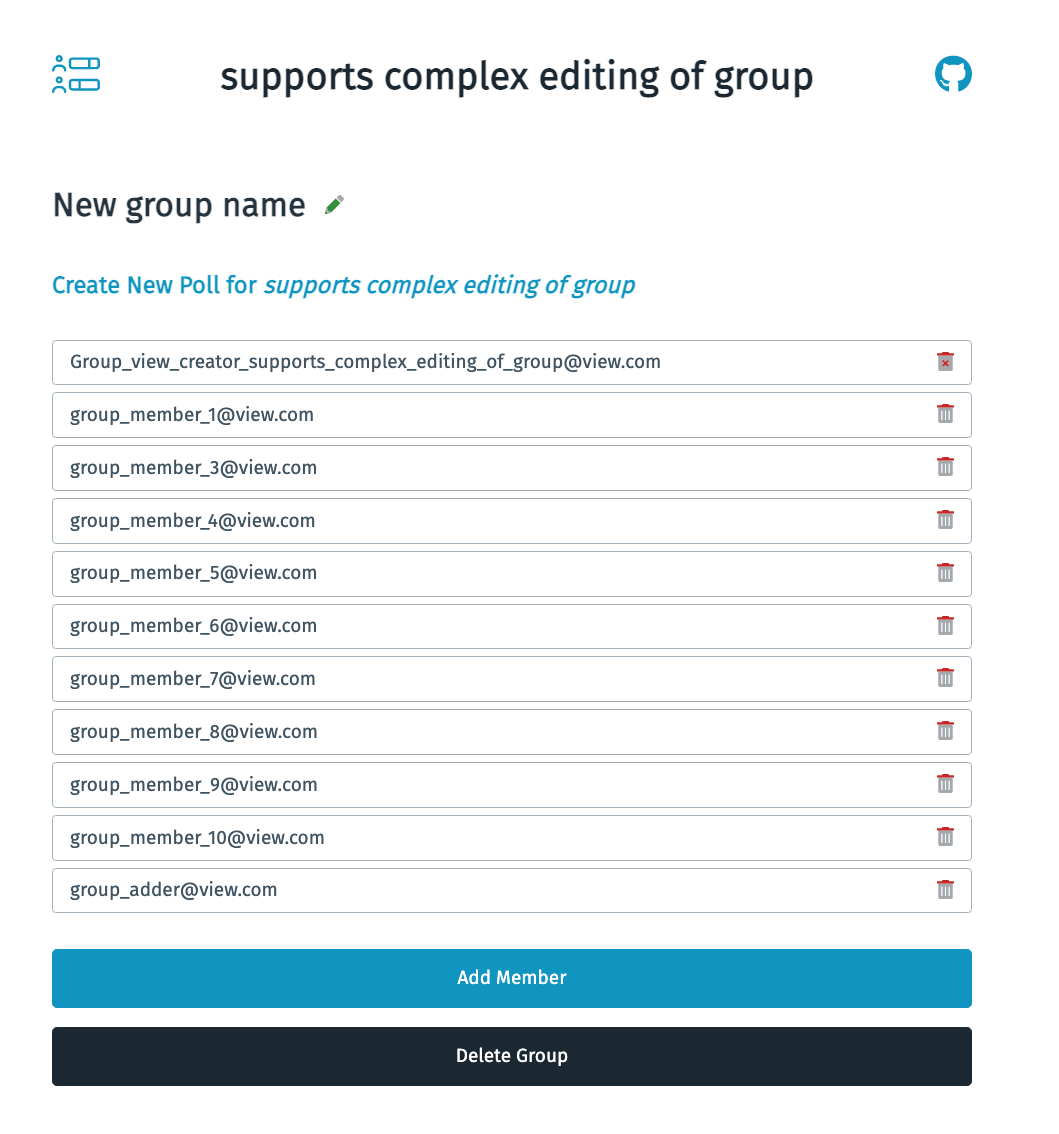 supports complex editing of group
New group name
Create New Poll for supports complex editing of group
Group_view_creator_supports_complex_editing_of_group@view.com
group_member_1@view.com
group_member_3@view.com
group_member_4@view.com
group_member_5@view.com
group_member_6@view.com
group_member_7@view.com
group_member_8@view.com
group_member_9@view.com
group_member_10@view.com
group_adder@view.com
Add Member
Delete Group